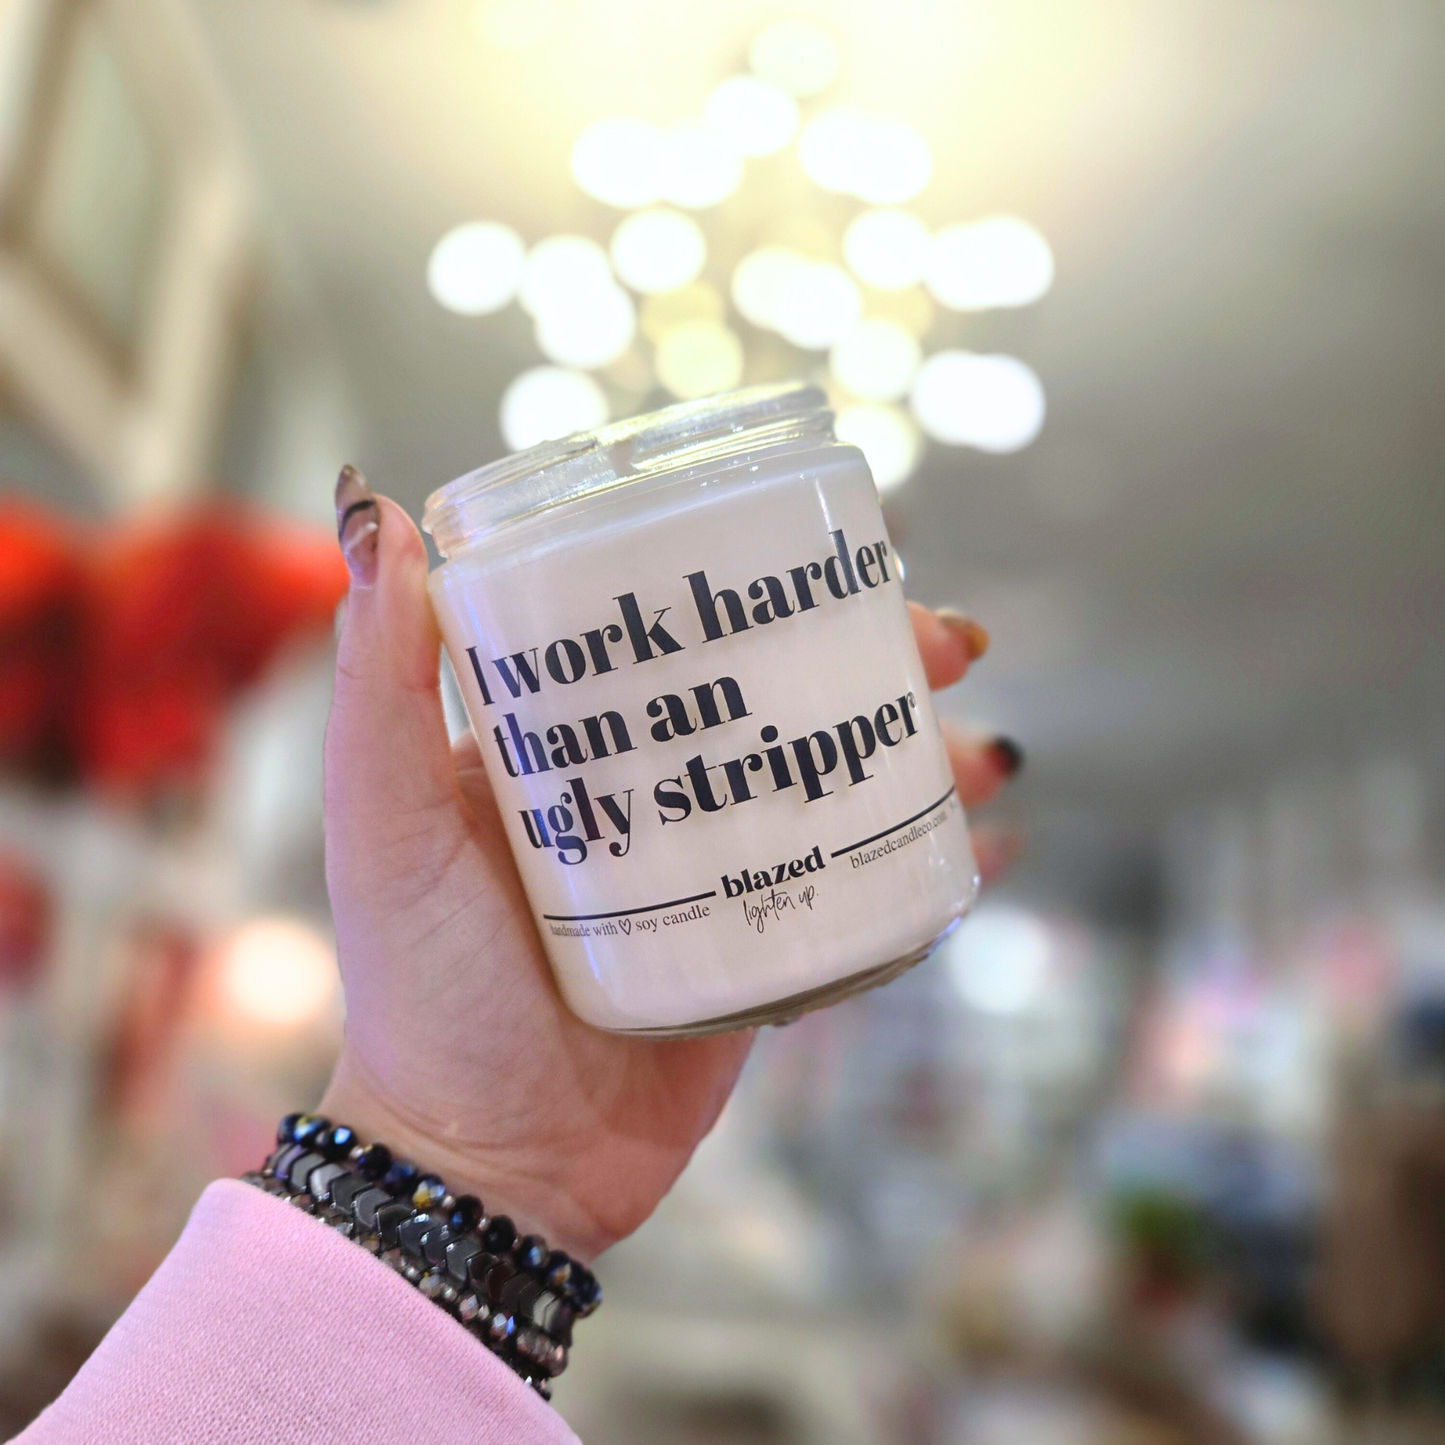 I work harder
than an
ugly stripper
blazed
lighten up.
handmade with ♡ soy candle
blazedcandleco.com